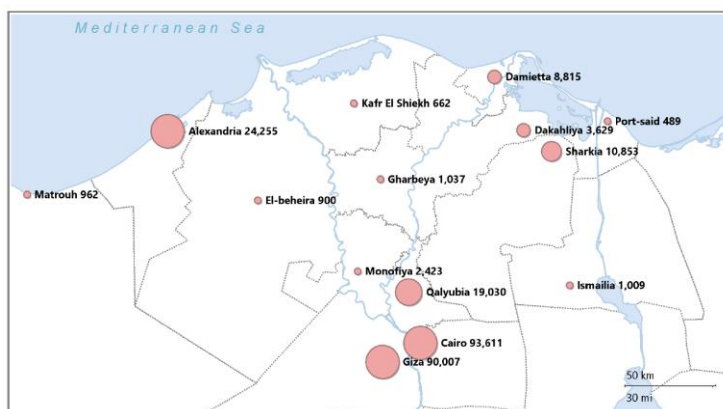 Mediterranean Sea
Damietta 8,815
Kafr El Shiekh 662
Port-said 489
Alexandria 24,255
Dakahliya 3,629
Sharkia 10,853
Gharbeya 1,037
Matrouh 962
El-beheira 900
Monofiya 2,423
Ismailia 1,009
Qalyubia 19,030
Cairo 93,611
Giza 90,007
50 km
30 mi